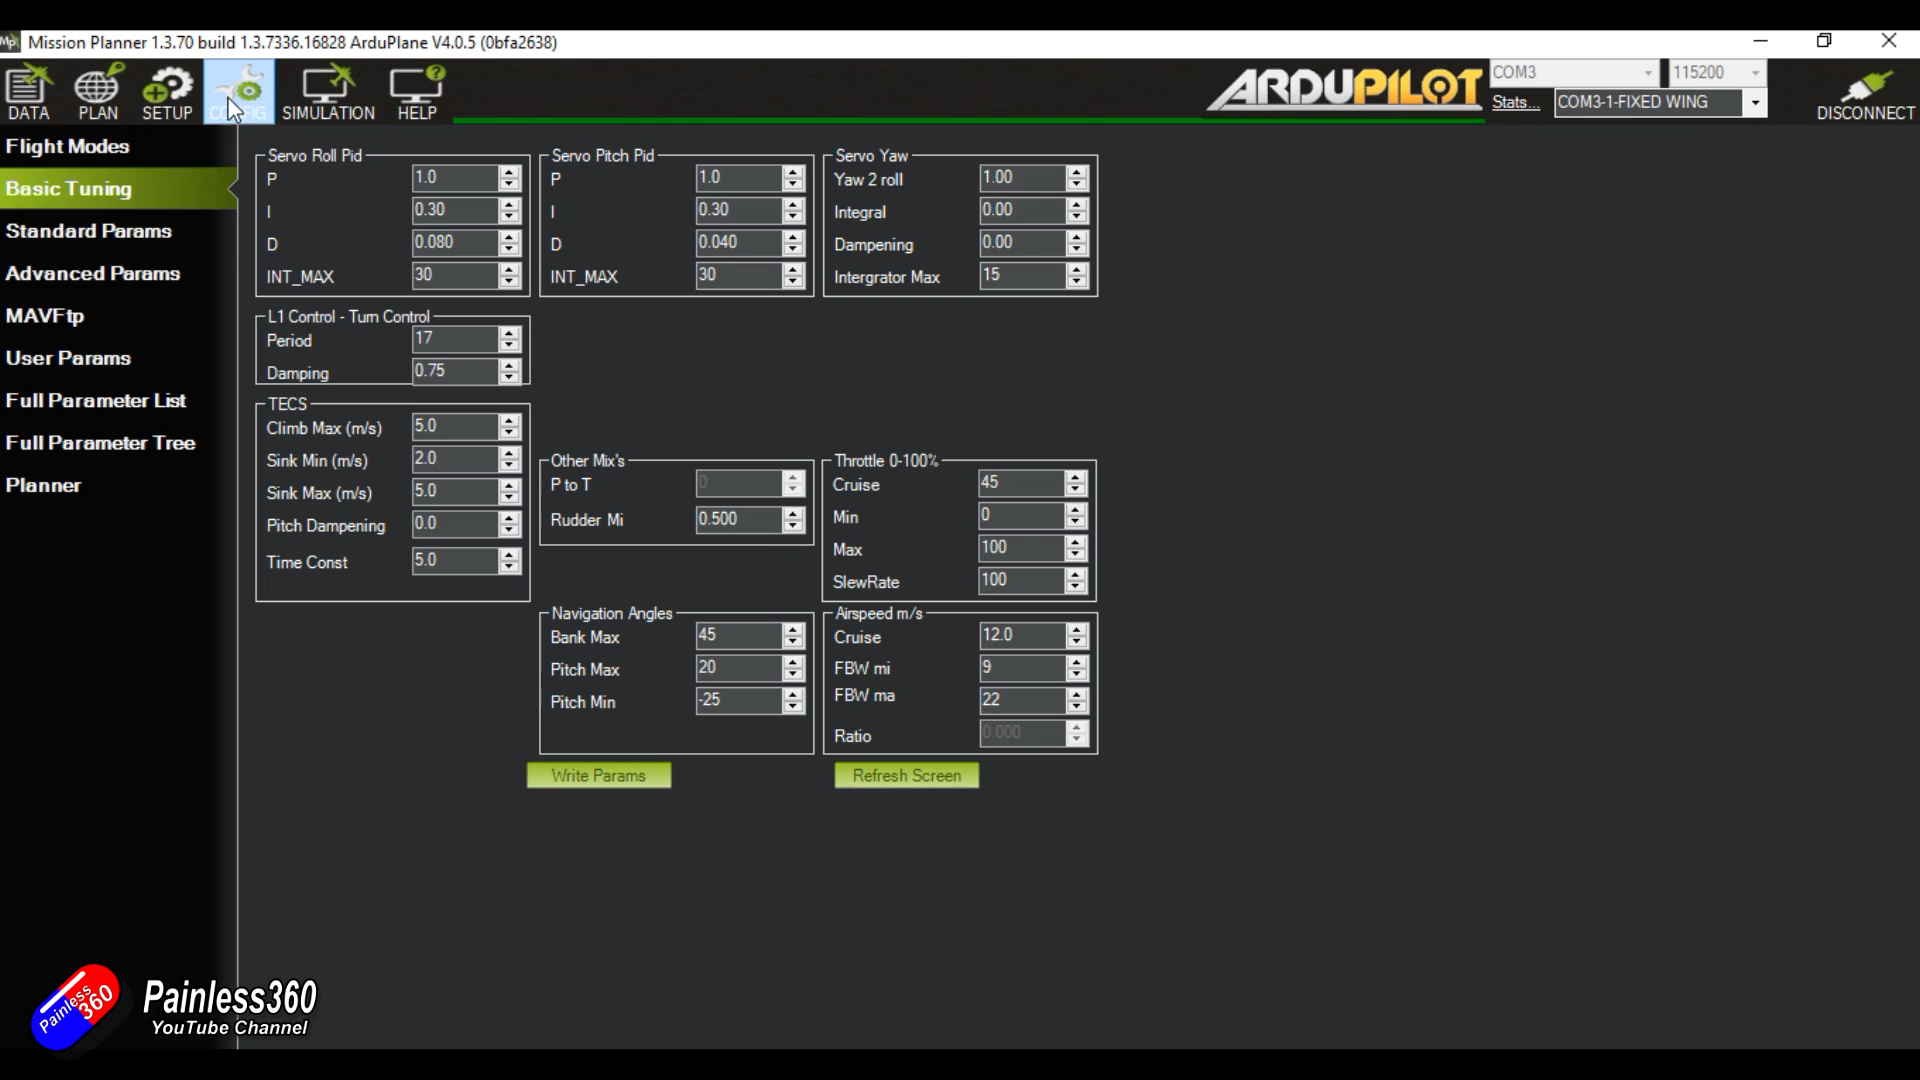 Mp Mission Planner 1.3.70 build 1.3.7336.16828 ArduPlane V4.0.5 (0bfa2638)
DATA PLAN SETUP CONFIG SIMULATION HELP
ARDUPILOT
COM3 115200
Stats... COM3-1-FIXED WING
DISCONNECT
Flight Modes
Basic Tuning
Standard Params
Advanced Params
MAVFtp
User Params
Full Parameter List
Full Parameter Tree
Planner
Servo Roll Pid
P 1.0
I 0.30
D 0.080
INT_MAX 30
Servo Pitch Pid
P 1.0
I 0.30
D 0.040
INT_MAX 30
Servo Yaw
Yaw 2 roll 1.00
Integral 0.00
Dampening 0.00
Intergrator Max 15
L1 Control - Turn Control
Period 17
Damping 0.75
TECS
Climb Max (m/s) 5.0
Sink Min (m/s) 2.0
Sink Max (m/s) 5.0
Pitch Dampening 0.0
Time Const 5.0
Other Mix's
P to T 0
Rudder Mi 0.500
Throttle 0-100%
Cruise 45
Min 0
Max 100
SlewRate 100
Navigation Angles
Bank Max 45
Pitch Max 20
Pitch Min -25
Airspeed m/s
Cruise 12.0
FBW mi 9
FBW ma 22
Ratio 0.000
Write Params
Refresh Screen
Painless
360
Painless360
YouTube Channel